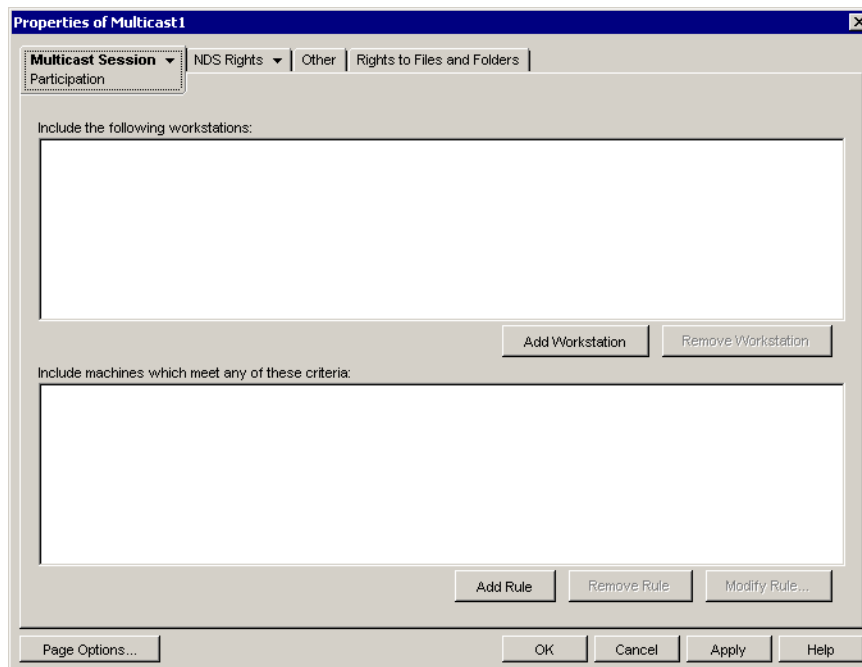 Properties of Multicast1
Multicast Session NDS Rights Other Rights to Files and Folders
Participation
Include the following workstations:
Add Workstation Remove Workstation
Include machines which meet any of these criteria:
Add Rule Remove Rule Modify Rule...
Page Options... OK Cancel Apply Help